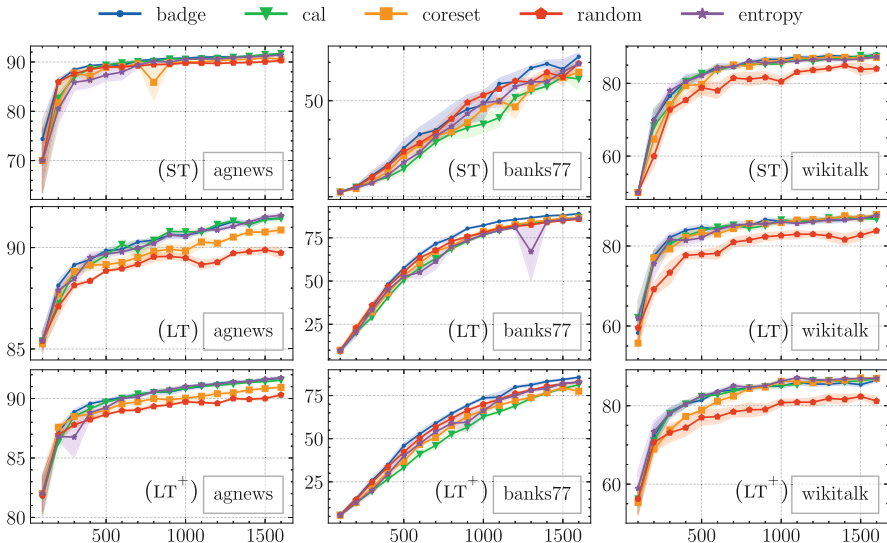 badge cal coreset random entropy
90
80
70
(ST) agnews
50
(ST) banks77
80
60
(ST) wikitalk
90
85
(LT) agnews
75
50
25
(LT) banks77
80
60
(LT) wikitalk
90
85
80
(LT+) agnews
75
50
25
(LT+) banks77
80
60
(LT+) wikitalk
500 1000 1500 500 1000 1500 500 1000 1500